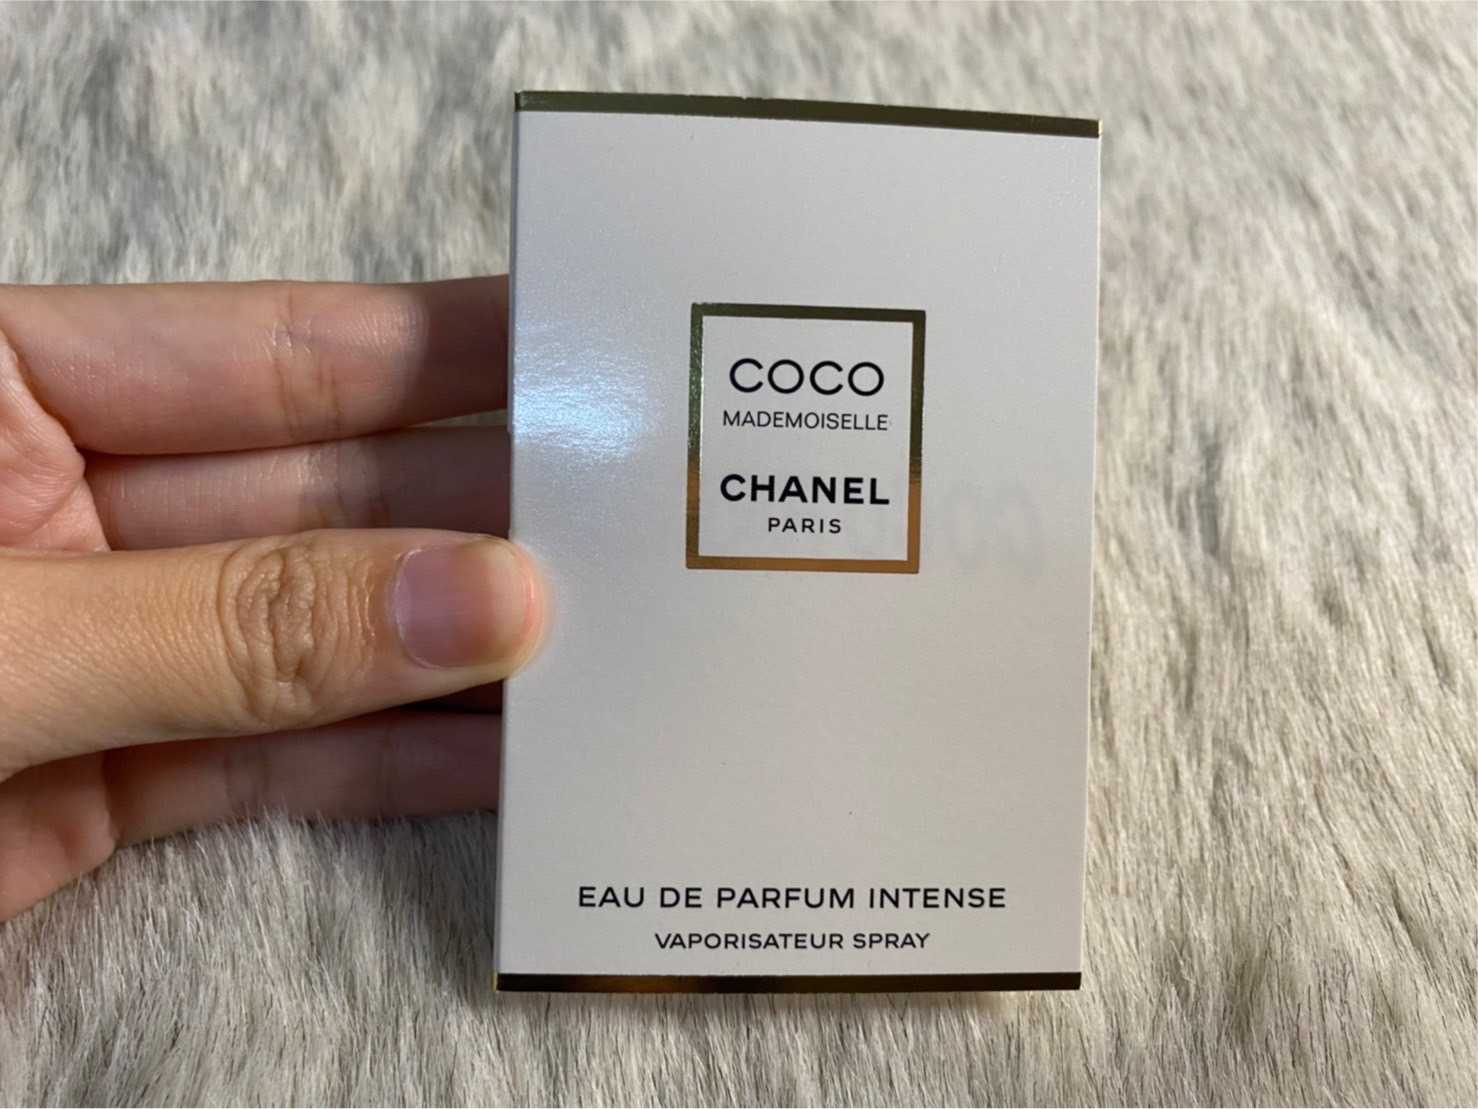 COCO
MADEMOISELLE
CHANEL
PARIS
EAU DE PARFUM INTENSE
VAPORISATEUR SPRAY